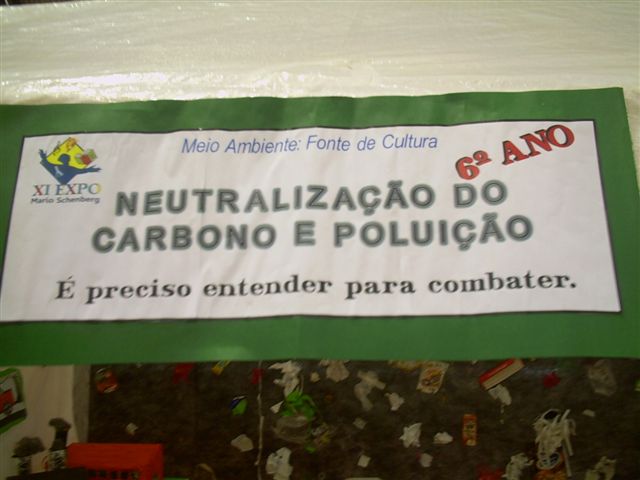 Meio Ambiente: Fonte de Cultura
6º ANO
XI EXPO
Mario Schenberg
NEUTRALIZAÇÃO DO
CARBONO E POLUIÇÃO
É preciso entender para combater.